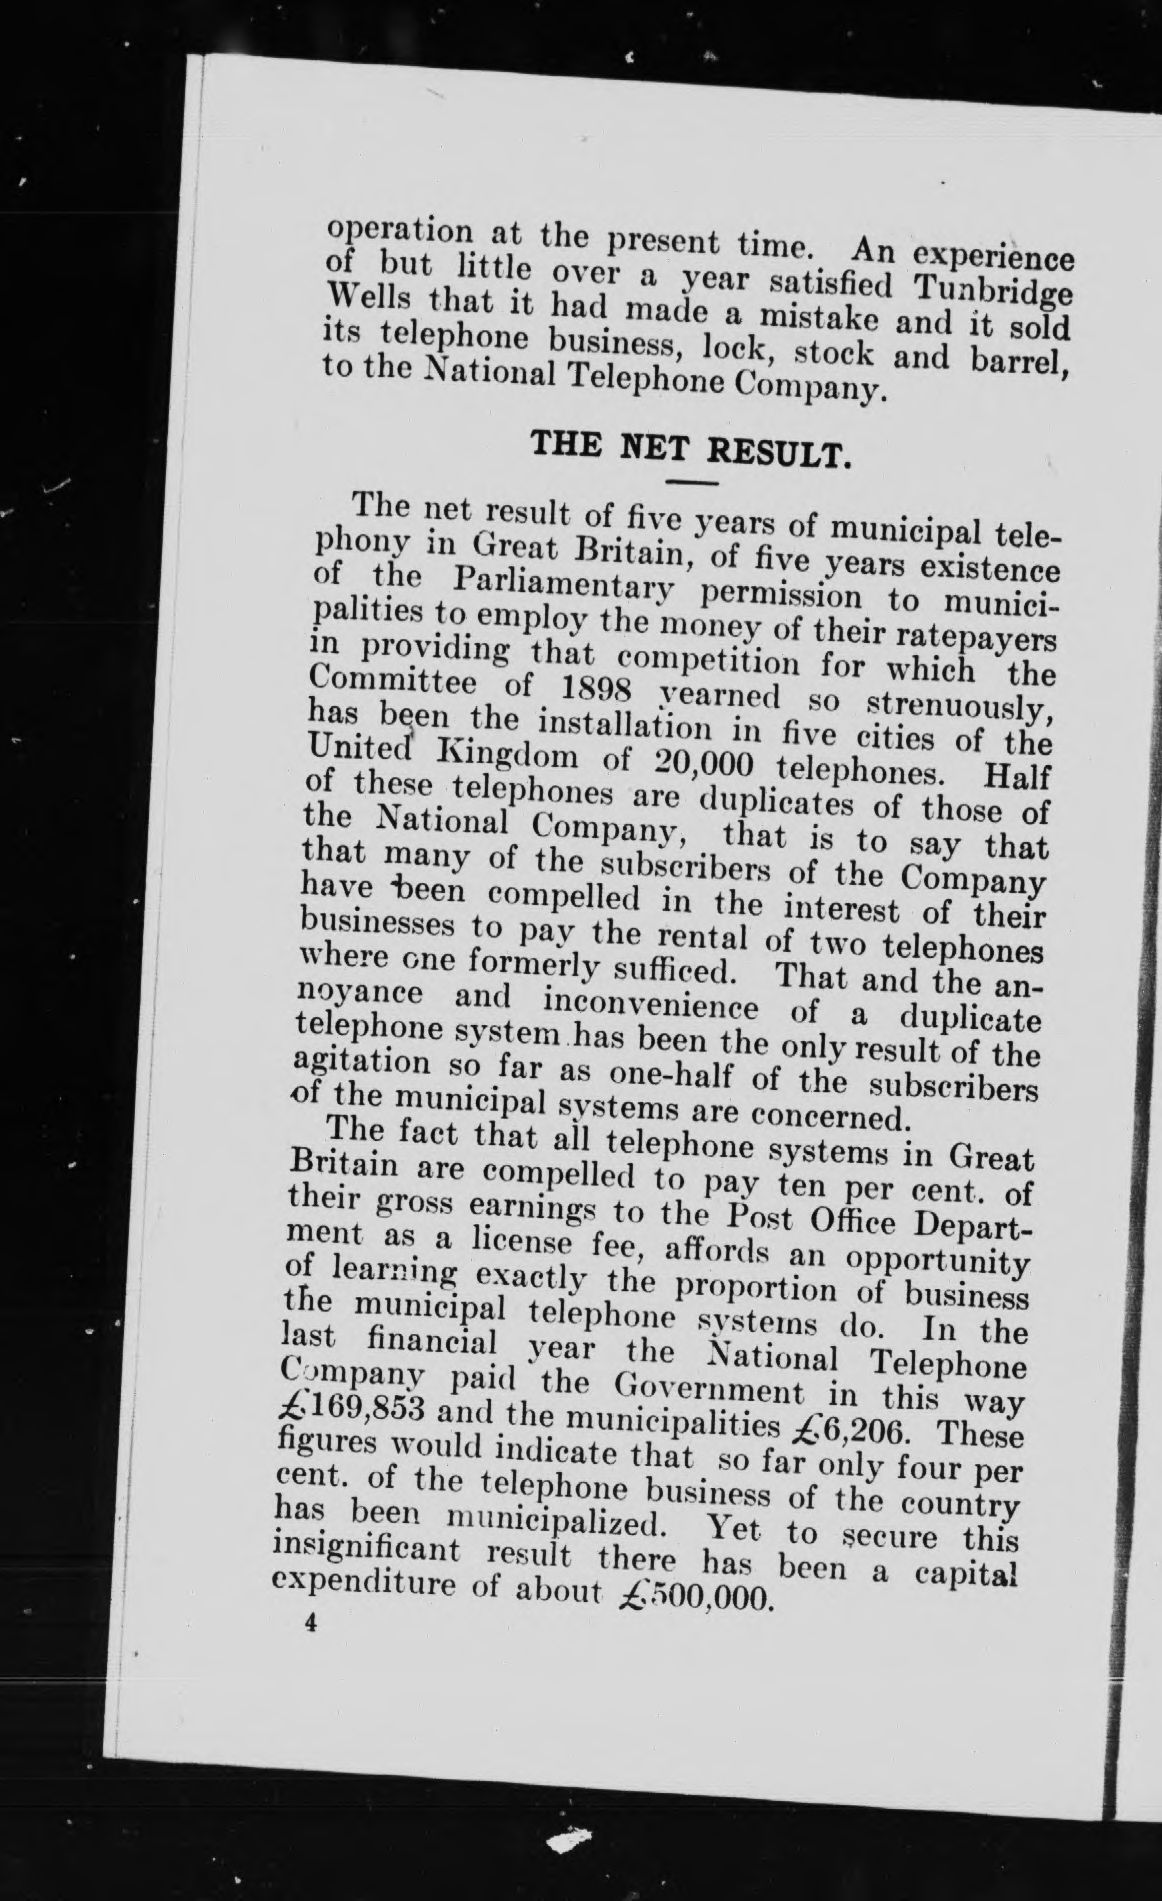 operation at the present time. An experience
of but little over a year satisfied Tunbridge
Wells that it had made a mistake and it sold
its telephone business, lock, stock and barrel,
to the National Telephone Company.
THE NET RESULT.
The net result of five years of municipal tele-
phony in Great Britain, of five years existence
of the Parliamentary permission to munici-
palities to employ the money of their ratepayers
in providing that competition for which the
Committee of 1898 yearned so strenuously,
has been the installation in five cities of the
United Kingdom of 20,000 telephones. Half
of these telephones are duplicates of those of
the National Company, that is to say that
that many of the subscribers of the Company
have been compelled in the interest of their
businesses to pay the rental of two telephones
where one formerly sufficed. That and the an-
noyance and inconvenience of a duplicate
telephone system has been the only result of the
agitation so far as one-half of the subscribers
of the municipal systems are concerned.
The fact that all telephone systems in Great
Britain are compelled to pay ten per cent. of
their gross earnings to the Post Office Depart-
ment as a license fee, affords an opportunity
of learning exactly the proportion of business
the municipal telephone systems do. In the
last financial year the National Telephone
Company paid the Government in this way
£169,853 and the municipalities £6,206. These
figures would indicate that so far only four per
cent. of the telephone business of the country
has been municipalized. Yet to secure this
insignificant result there has been a capital
expenditure of about £500,000.
4